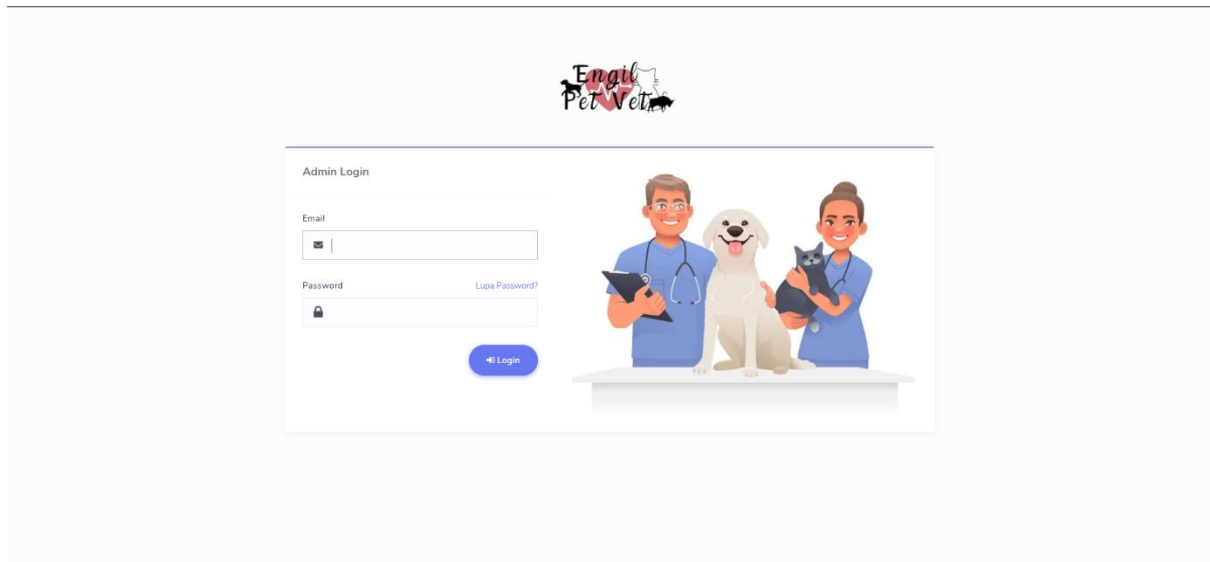 Engil
Pet Vet
Admin Login
Email
Password
Lupa Password?
Login